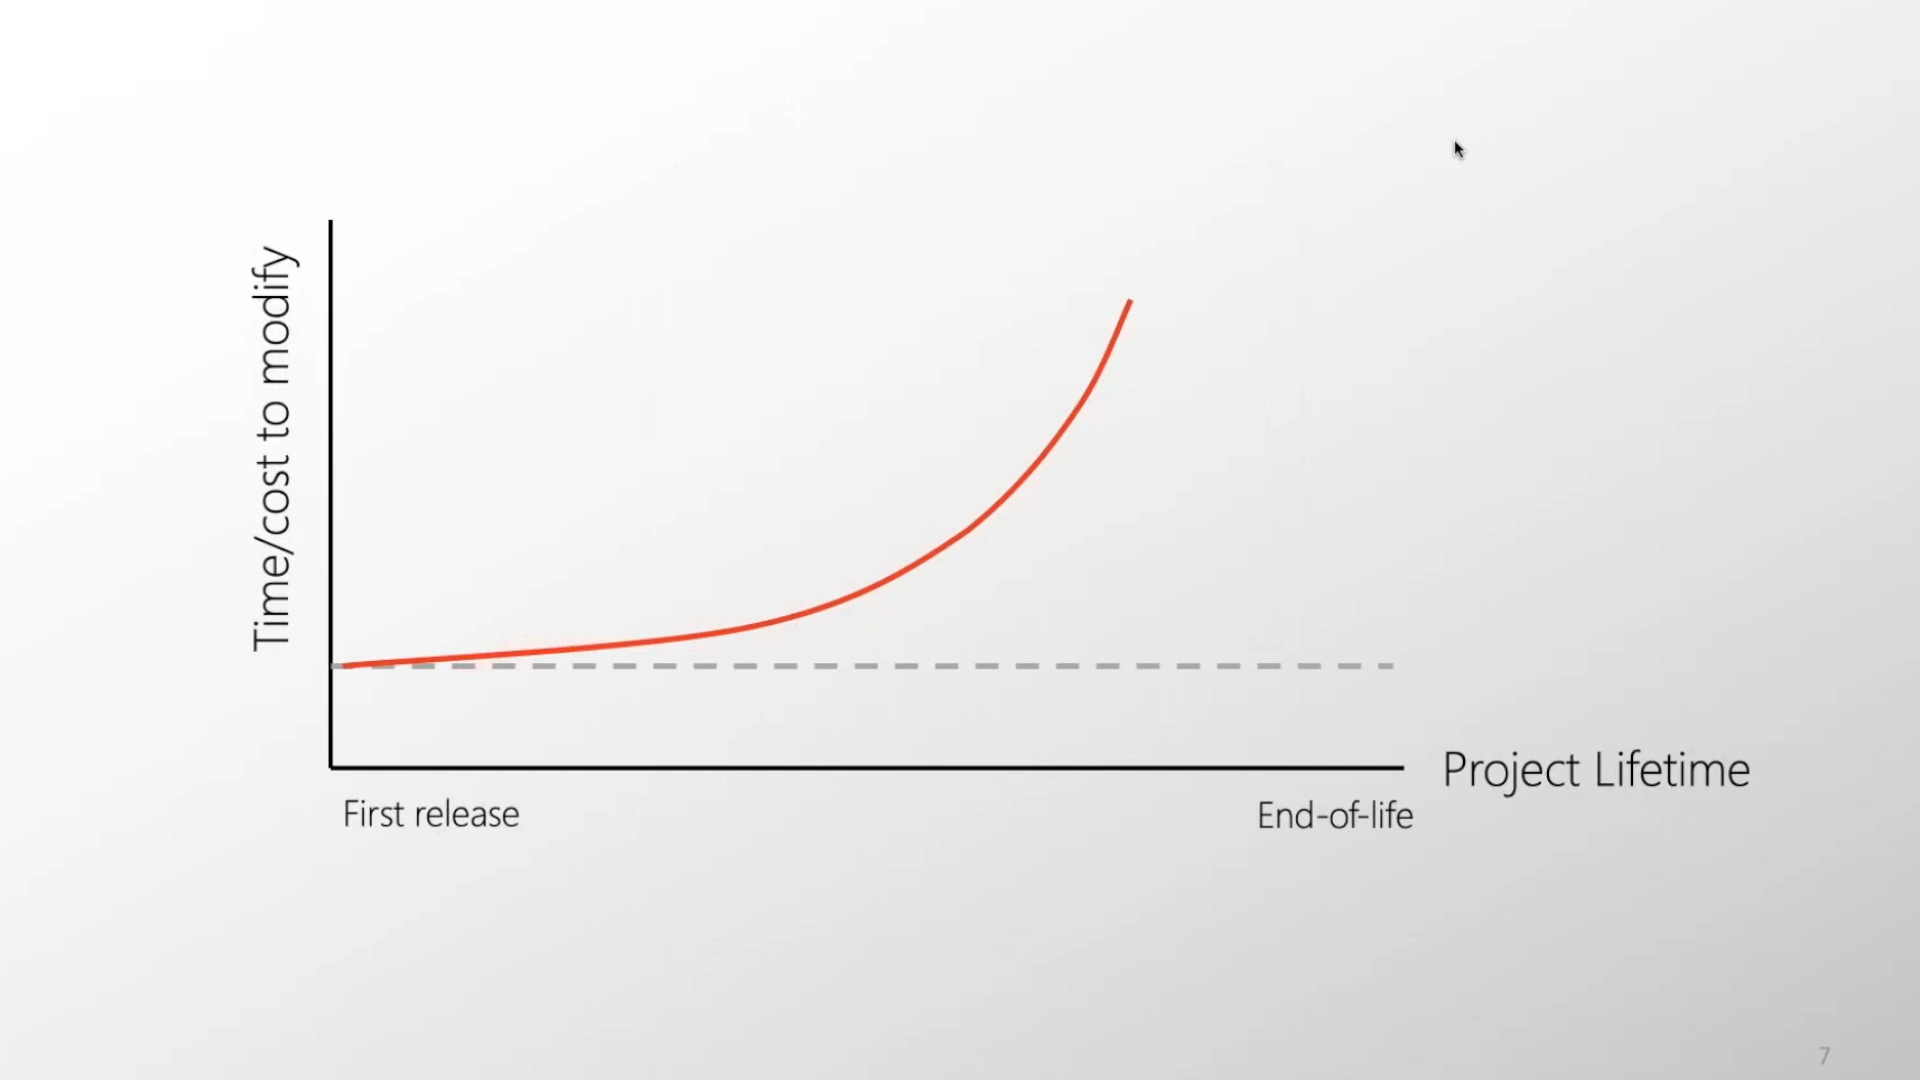 Time/cost to modify
Project Lifetime
First release
End-of-life
7